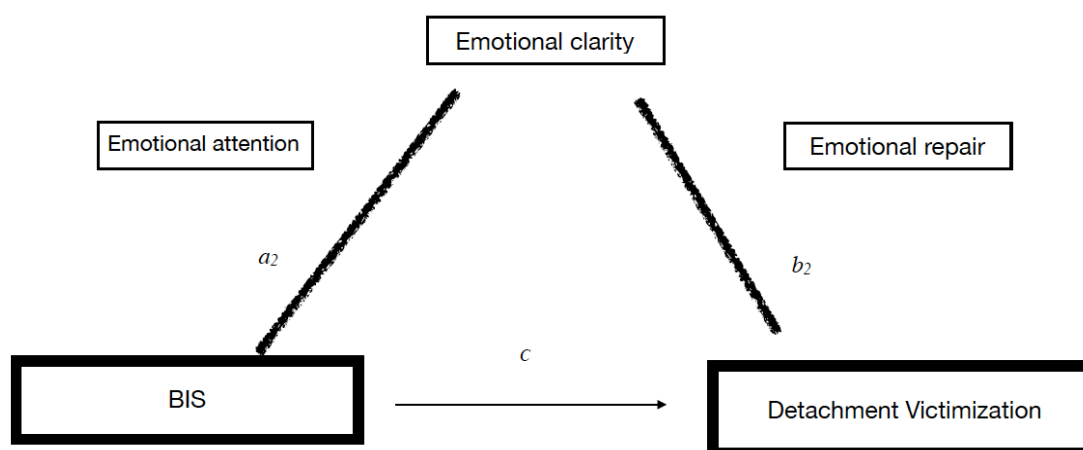 Emotional clarity
Emotional attention
Emotional repair
a2
b2
c
BIS
Detachment Victimization